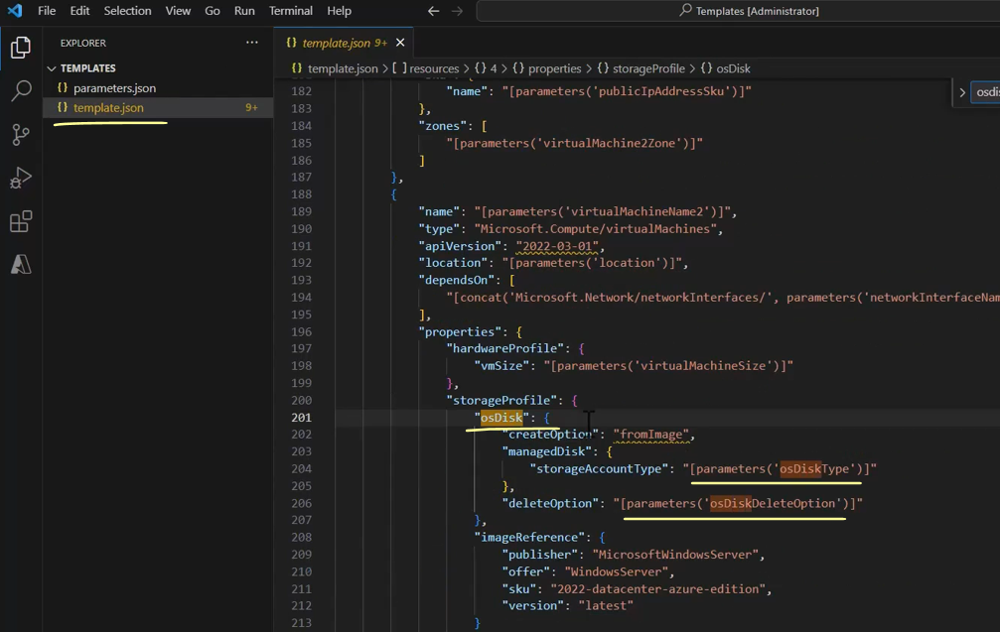 File Edit Selection View Go Run Terminal Help
Templates [Administrator]
EXPLORER
TEMPLATES
{} parameters.json
{} template.json 9+
{} template.json 9+
{} template.json > [ ] resources > {} 4 > {} properties > {} storageProfile > {} osDisk
osdis
182 "name": "[parameters('publicIpAddressSku')]"
183 },
184 "zones": [
185 "[parameters('virtualMachine2Zone')]"
186 ]
187 },
188 {
189 "name": "[parameters('virtualMachineName2')]",
190 "type": "Microsoft.Compute/virtualMachines",
191 "apiVersion": "2022-03-01",
192 "location": "[parameters('location')]",
193 "dependsOn": [
194 "[concat('Microsoft.Network/networkInterfaces/', parameters('networkInterfaceNam
195 ],
196 "properties": {
197 "hardwareProfile": {
198 "vmSize": "[parameters('virtualMachineSize')]"
199 },
200 "storageProfile": {
201 "osDisk": {
202 "createOption": "fromImage",
203 "managedDisk": {
204 "storageAccountType": "[parameters('osDiskType')]"
205 },
206 "deleteOption": "[parameters('osDiskDeleteOption')]"
207 },
208 "imageReference": {
209 "publisher": "MicrosoftWindowsServer",
210 "offer": "WindowsServer",
211 "sku": "2022-datacenter-azure-edition",
212 "version": "latest"
213 }